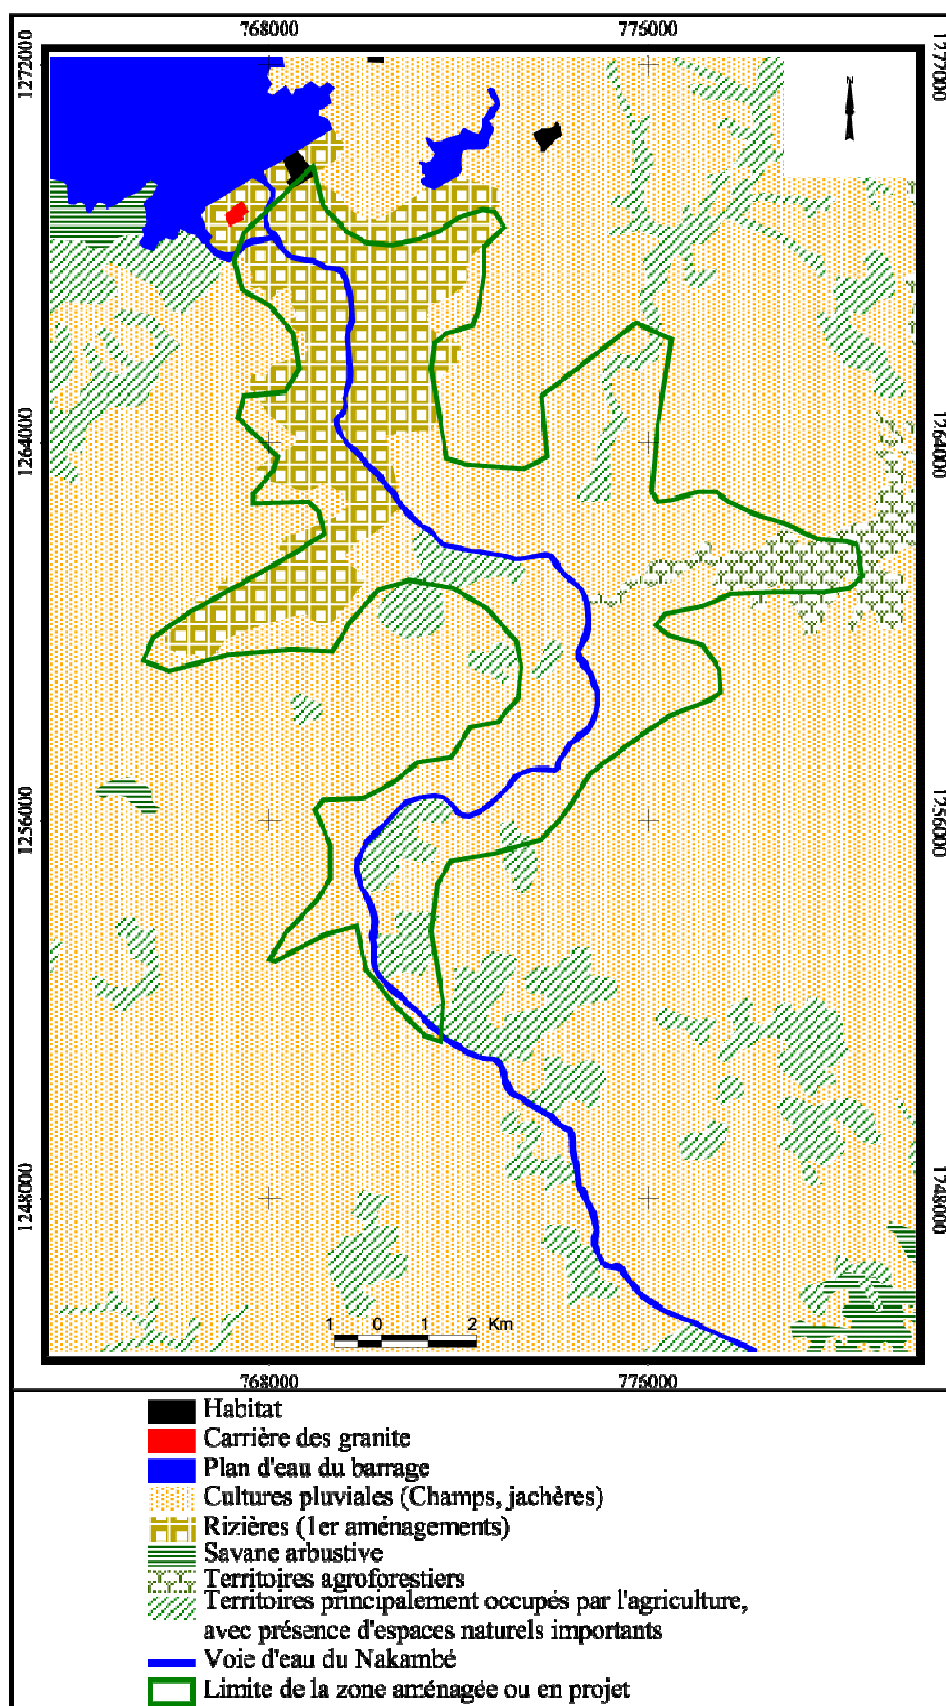 768000 776000
1272000 1272000
N
1264000 1264000
1256000 1256000
1248000 1248000
1 0 1 2 Km
768000 776000
Habitat
Carrière des granite
Plan d'eau du barrage
Cultures pluviales (Champs, jachères)
Rizières (1er aménagements)
Savane arbustive
Territoires agroforestiers
Territoires principalement occupés par l'agriculture,
avec présence d'espaces naturels importants
Voie d'eau du Nakambé
Limite de la zone aménagée ou en projet